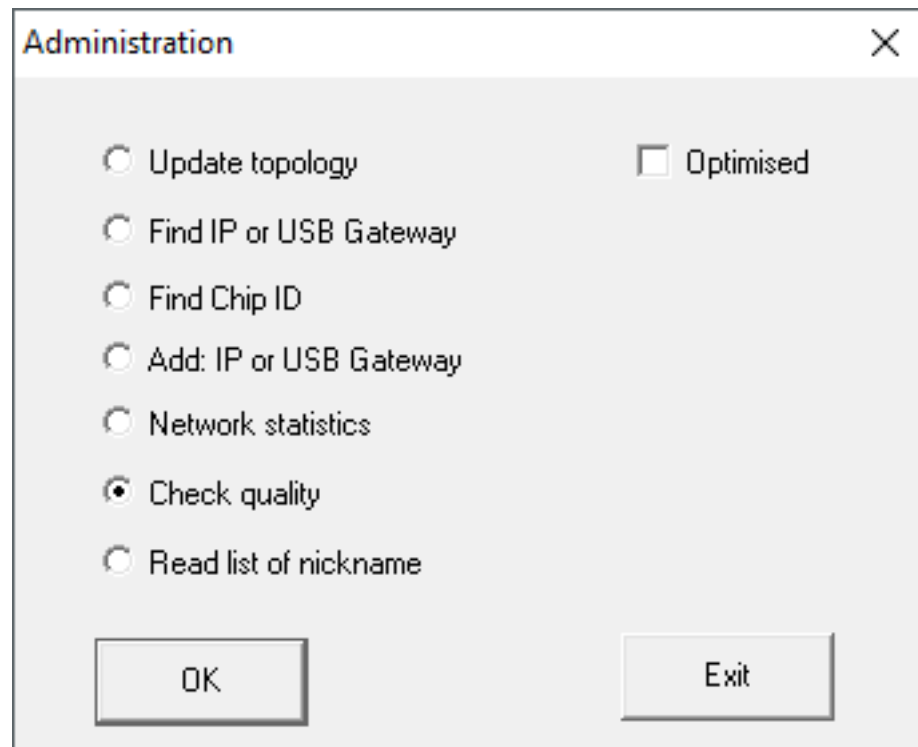 Administration
Update topology
Optimised
Find IP or USB Gateway
Find Chip ID
Add: IP or USB Gateway
Network statistics
Check quality
Read list of nickname
OK
Exit